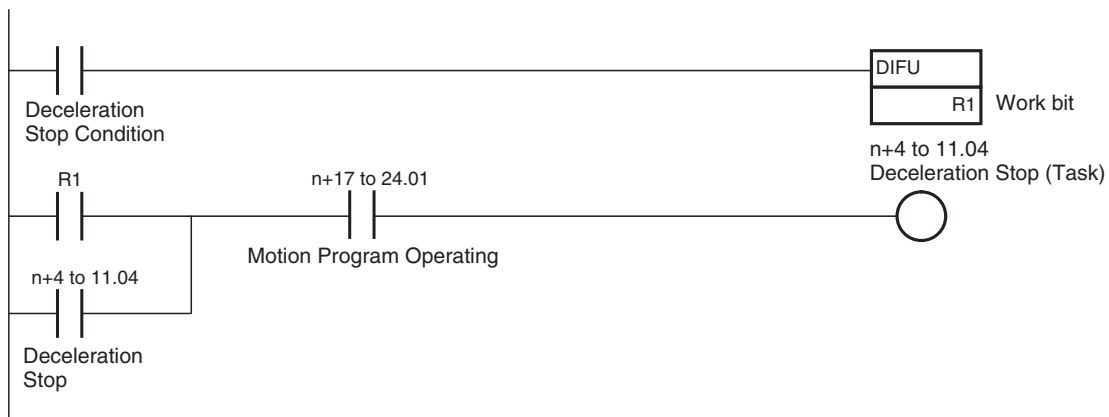 DIFU
R1 Work bit
Deceleration
Stop Condition
n+4 to 11.04
Deceleration Stop (Task)
R1
n+17 to 24.01
Motion Program Operating
n+4 to 11.04
Deceleration
Stop